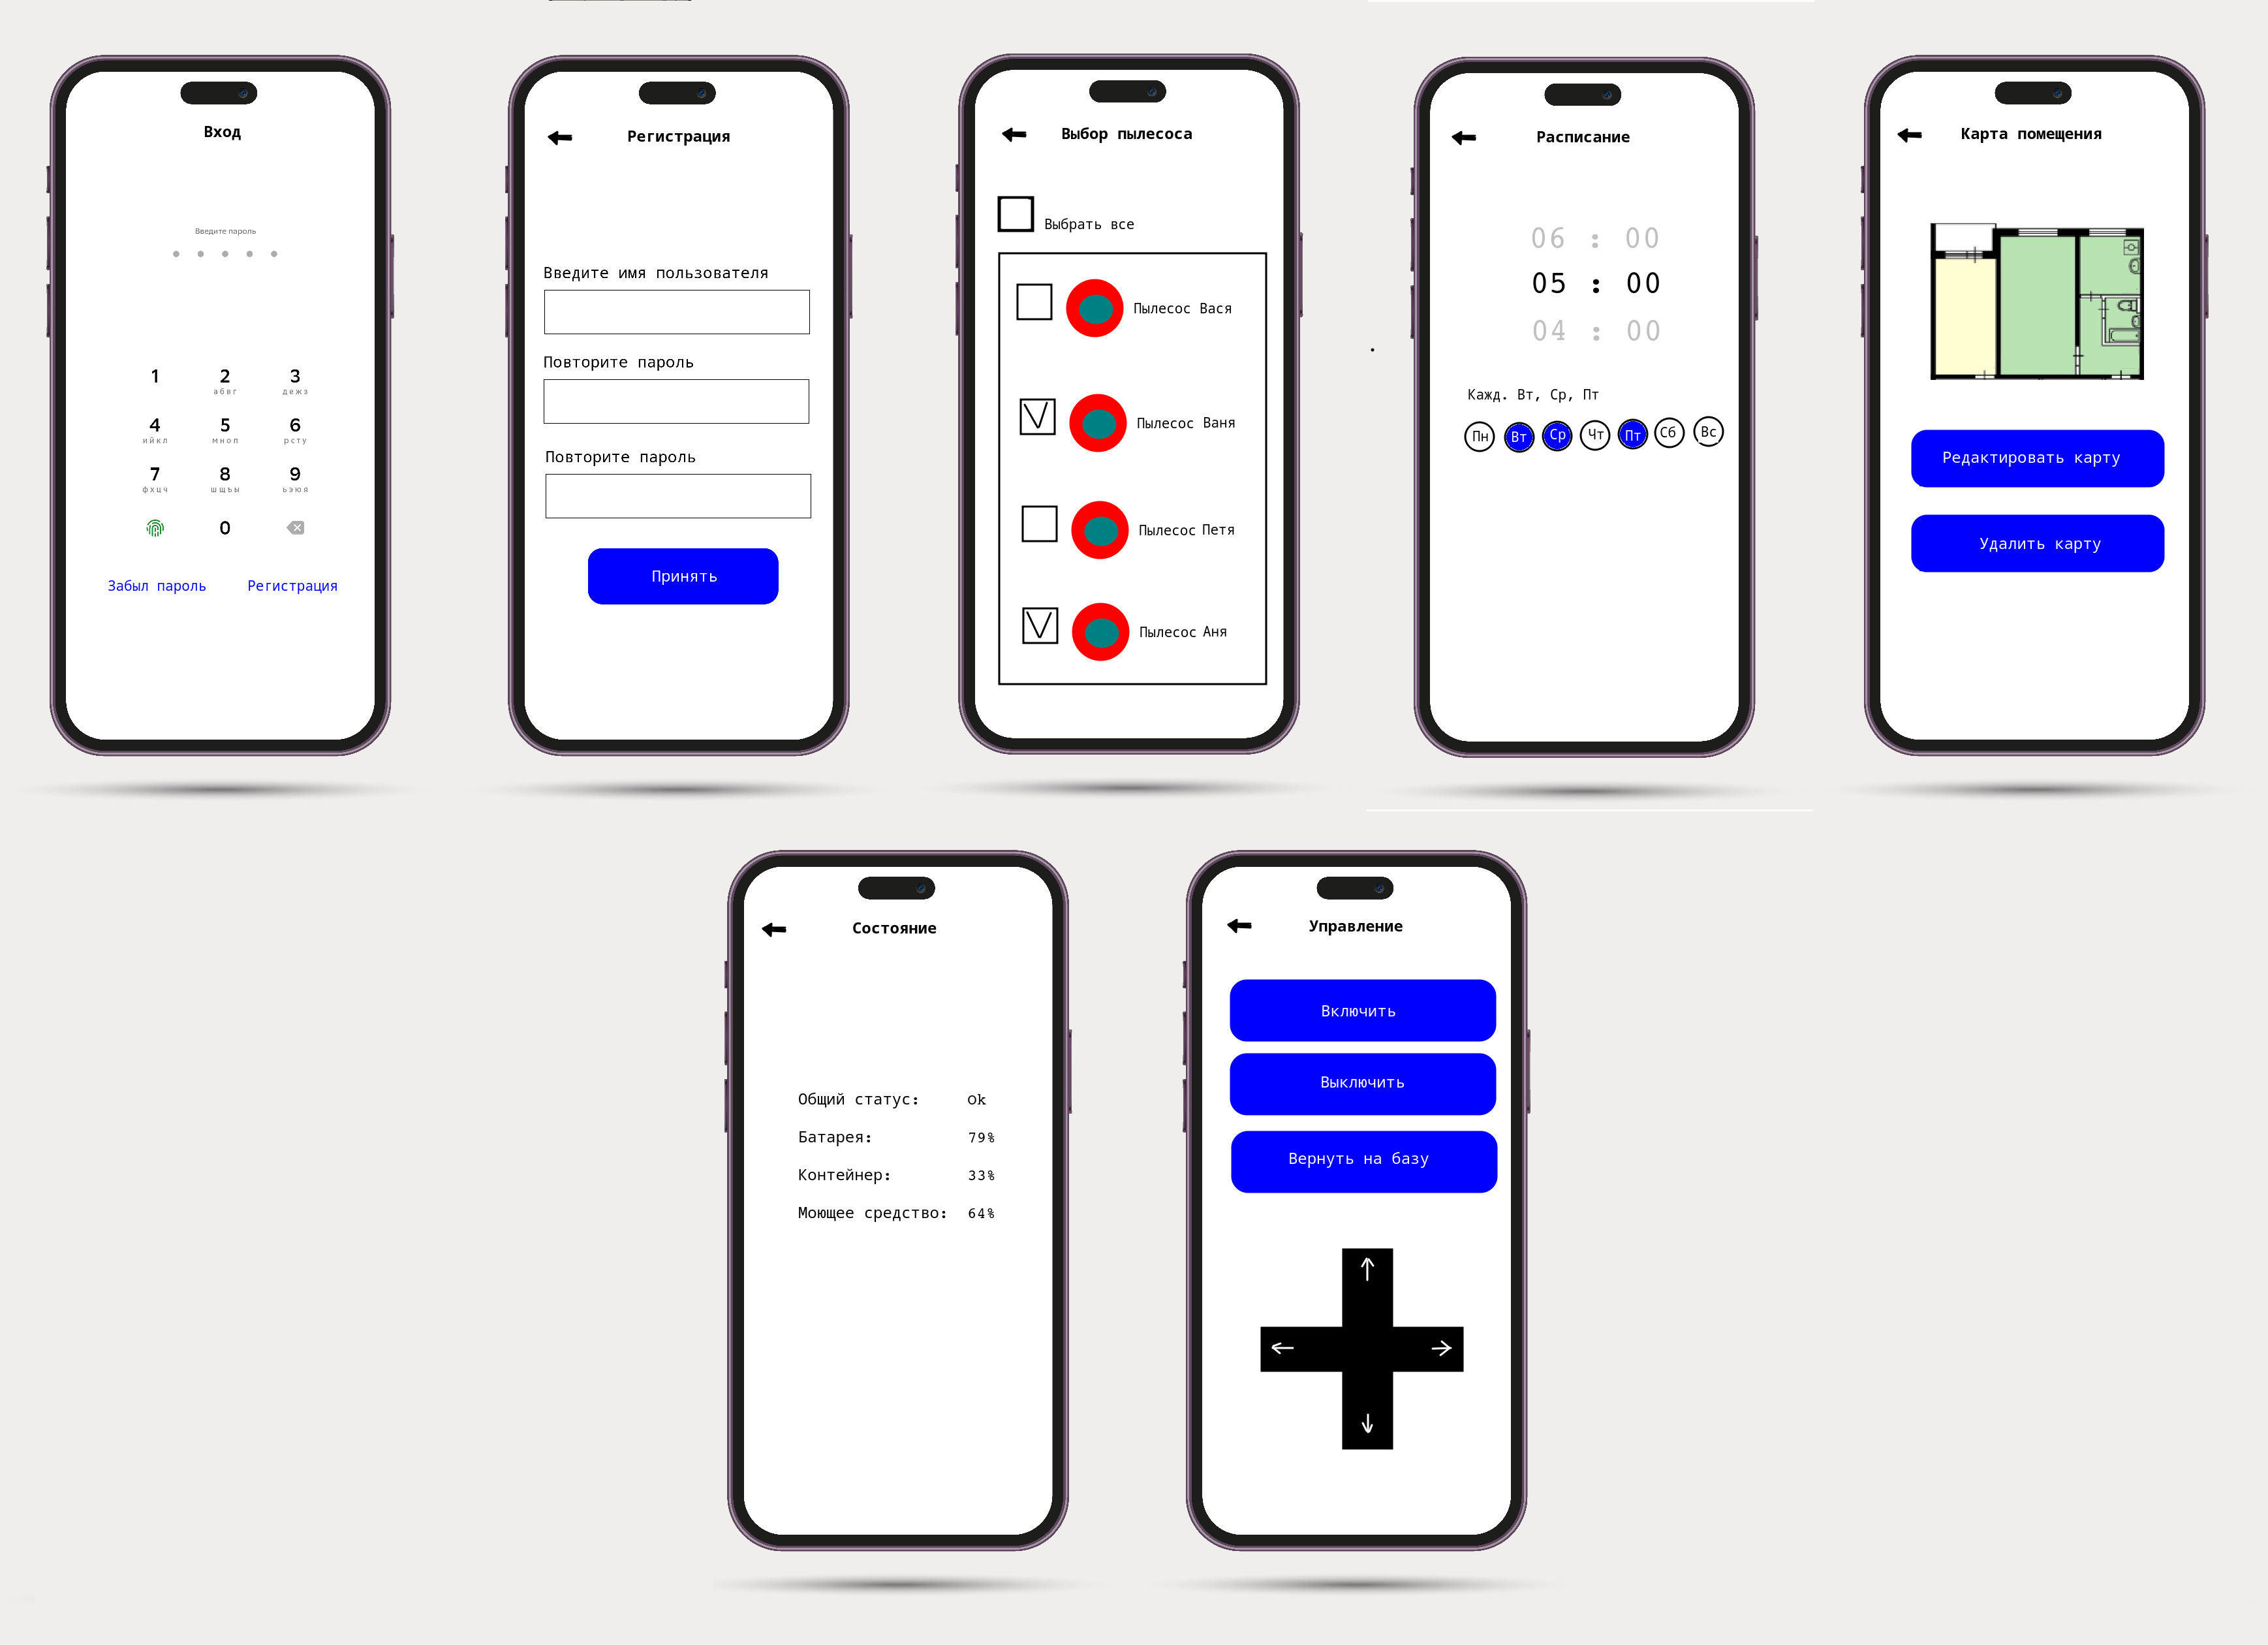 Вход
Введите пароль
1 2 3
абвг дежз
4 5 6
ийкл мноп рсту
7 8 9
фхцч шщъы ьэюя
0
Забыл пароль Регистрация
Регистрация
Введите имя пользователя
Повторите пароль
Повторите пароль
Принять
Выбор пылесоса
Выбрать все
Пылесос Вася
Пылесос Ваня
Пылесос Петя
Пылесос Аня
Расписание
06 : 00
05 : 00
04 : 00
Кажд. Вт, Ср, Пт
Пн Вт Ср Чт Пт Сб Вс
Карта помещения
Редактировать карту
Удалить карту
Состояние
Общий статус: Ok
Батарея: 79%
Контейнер: 33%
Моющее средство: 64%
Управление
Включить
Выключить
Вернуть на базу